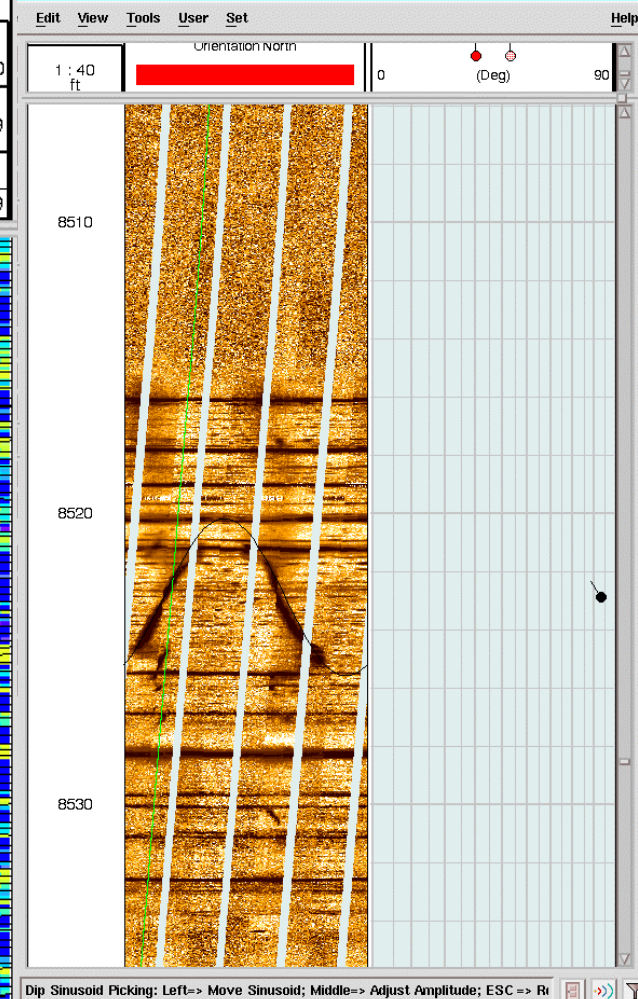 Edit View Tools User Set Help
Orientation North
1 : 40
ft
0 (Deg) 90
8510
8520
8530
Dip Sinusoid Picking: Left=> Move Sinusoid; Middle=> Adjust Amplitude; ESC =>